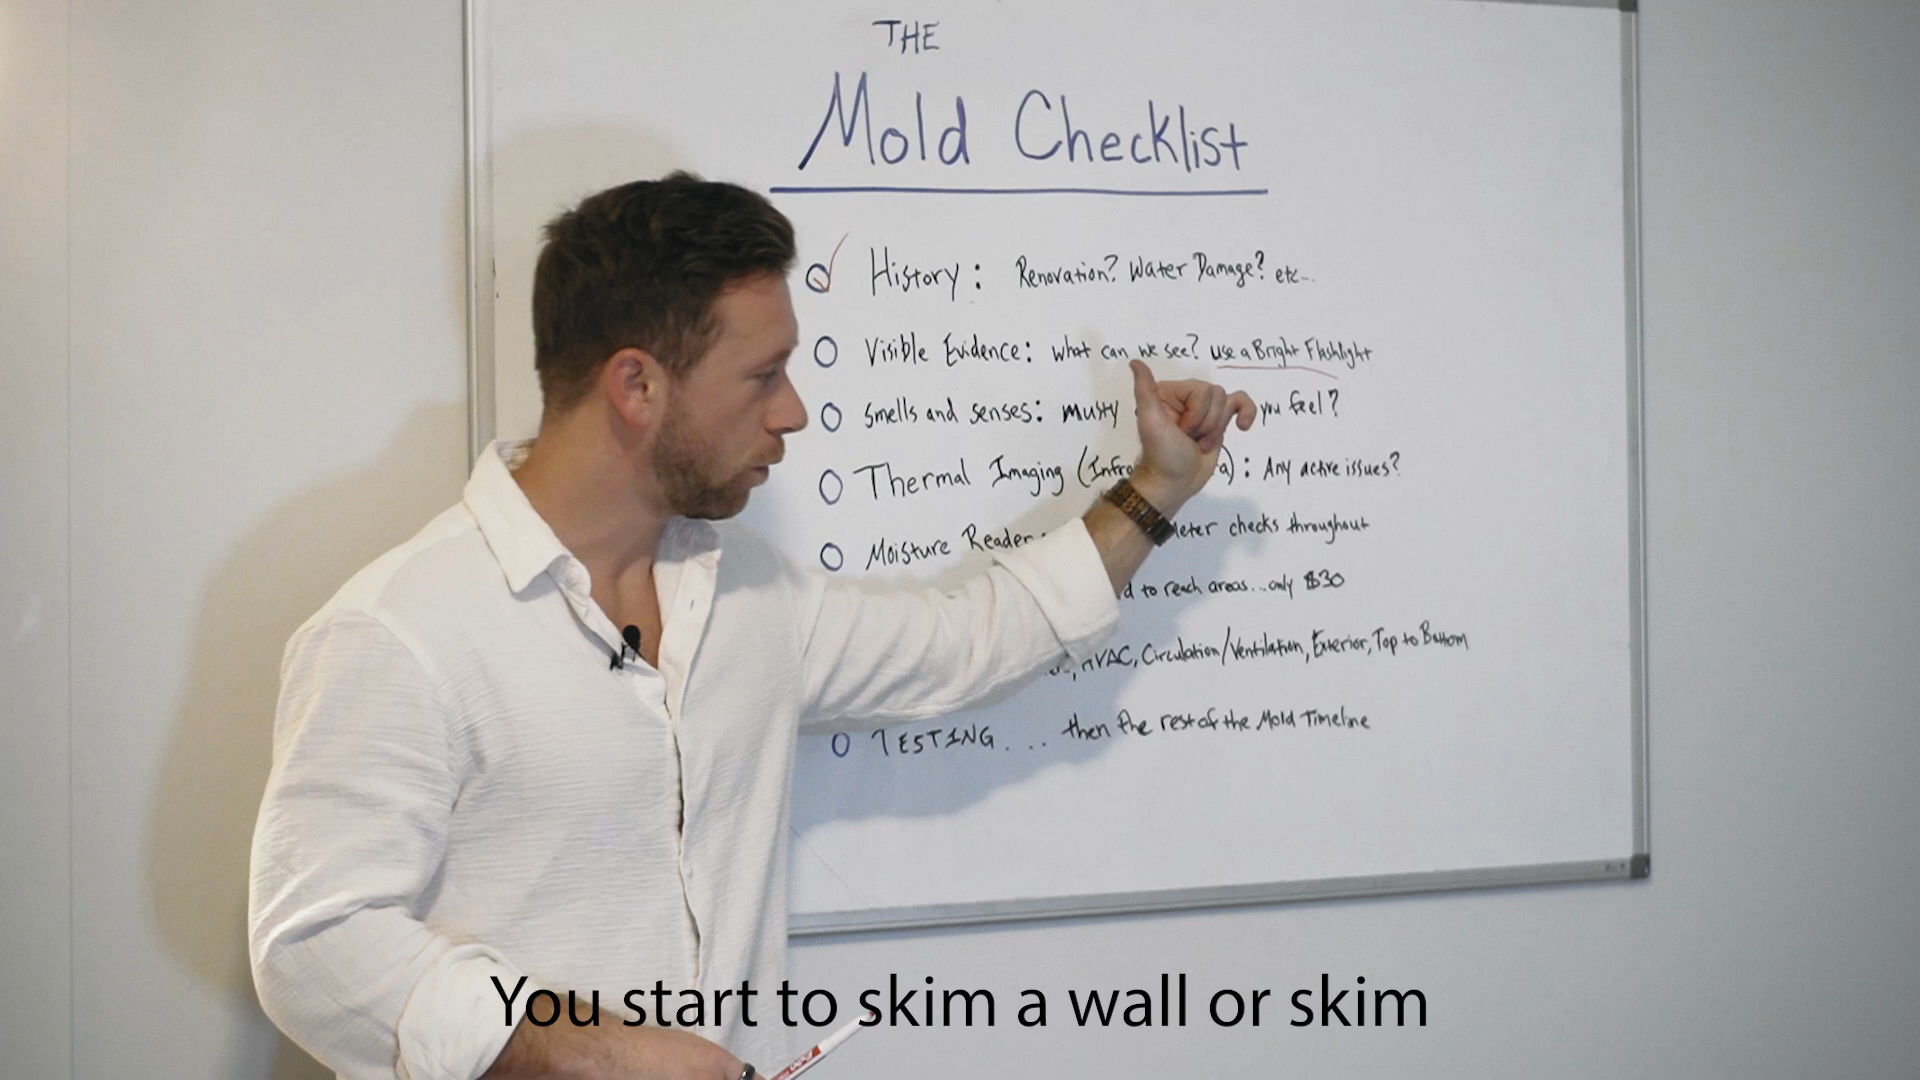 THE
Mold Checklist
History: Renovation? Water Damage? etc...
Visible Evidence: what can we see? use a Bright Flashlight
Smells and senses: musty you feel?
Thermal Imaging (Infra a): Any active issues?
Moisture Reader: Meter checks throughout
d to reach areas...only $30
HVAC, Circulation/Ventilation, Exterior, Top to Bottom
TESTING.... then the rest of the Mold Timeline
You start to skim a wall or skim